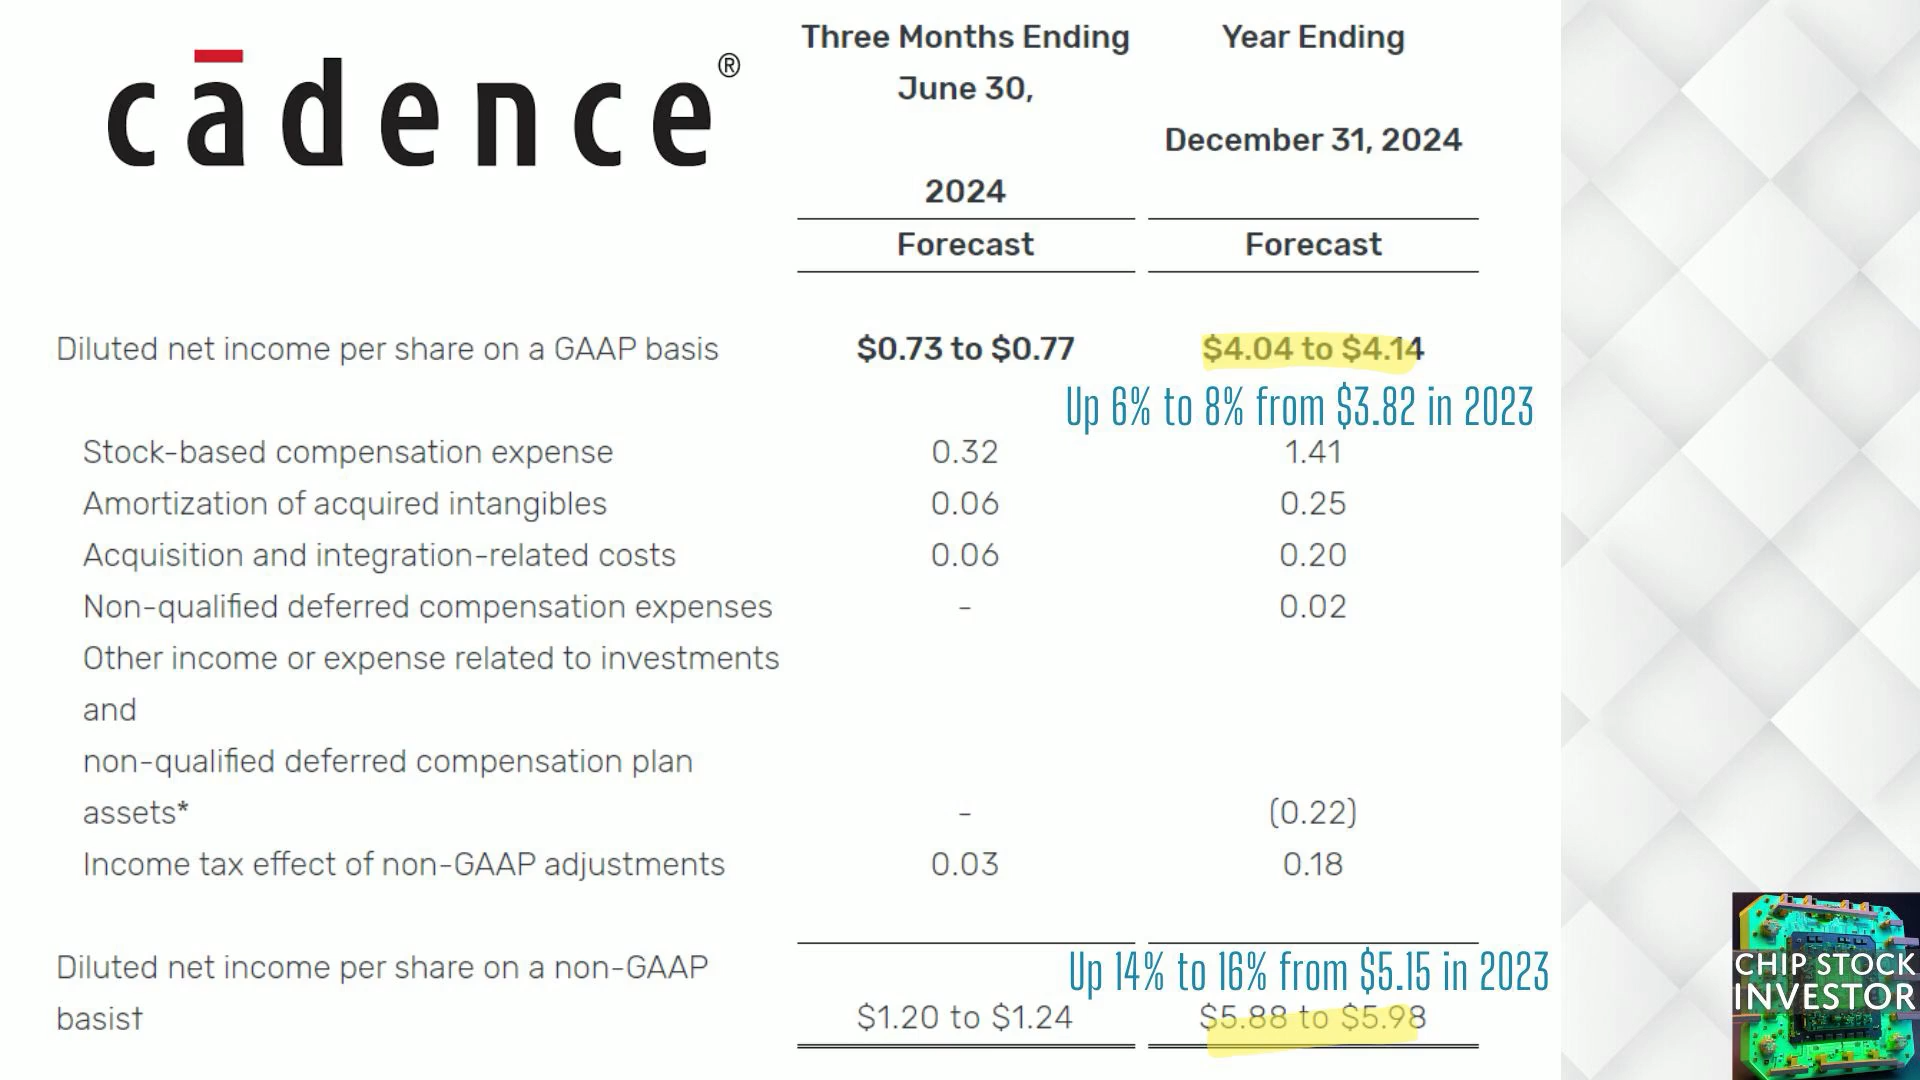 cādence®
Three Months Ending
June 30,
2024
Year Ending
December 31, 2024
Forecast Forecast
Diluted net income per share on a GAAP basis $0.73 to $0.77 $4.04 to $4.14
Up 6% to 8% from $3.82 in 2023
Stock-based compensation expense 0.32 1.41
Amortization of acquired intangibles 0.06 0.25
Acquisition and integration-related costs 0.06 0.20
Non-qualified deferred compensation expenses - 0.02
Other income or expense related to investments
and
non-qualified deferred compensation plan
assets* - (0.22)
Income tax effect of non-GAAP adjustments 0.03 0.18
Up 14% to 16% from $5.15 in 2023
Diluted net income per share on a non-GAAP
basis† $1.20 to $1.24 $5.88 to $5.98
CHIP STOCK
INVESTOR